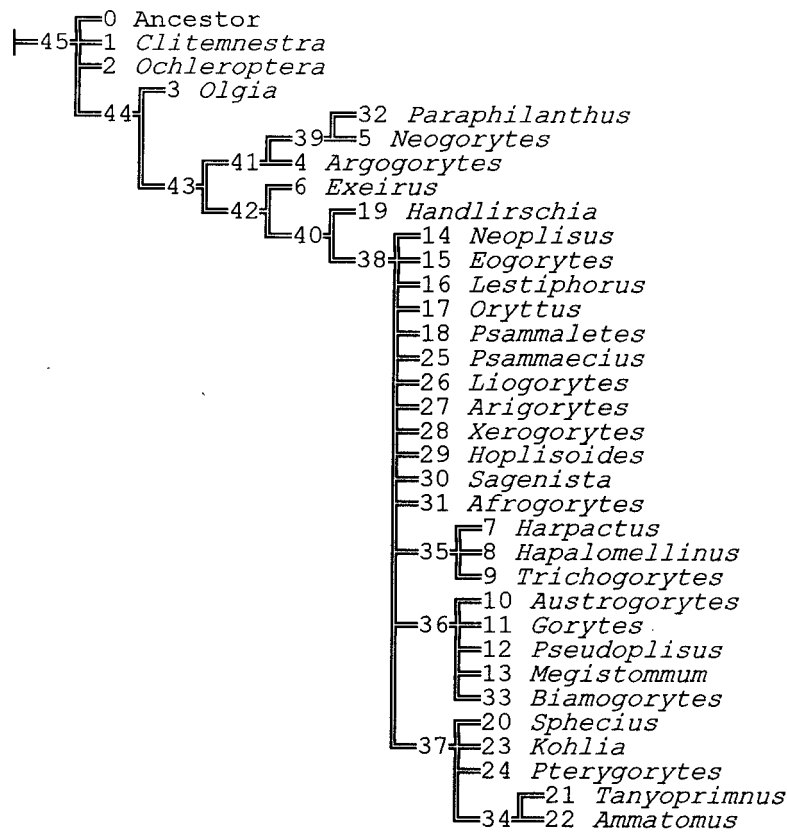 0 Ancestor
45 1 Clitemnestra
2 Ochleroptera
3 Olgia
44 32 Paraphilanthus
39 5 Neogorytes
41 4 Argogorytes
43 6 Exeirus
42 19 Handlirschia
40 14 Neoplisus
38 15 Eogorytes
16 Lestiphorus
17 Oryttus
18 Psammaletes
25 Psammaecius
26 Liogorytes
27 Arigorytes
28 Xerogorytes
29 Hoplisoides
30 Sagenista
31 Afrogorytes
7 Harpactus
35 8 Hapalomellinus
9 Trichogorytes
10 Austrogorytes
36 11 Gorytes
12 Pseudoplisus
13 Megistommum
33 Biamogorytes
20 Sphecius
37 23 Kohlia
24 Pterygorytes
21 Tanyoprimnus
34 22 Ammatomus